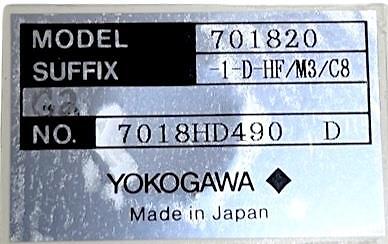 MODEL 701820
SUFFIX -1-D-HF/M3/C8
NO. 7018HD490 D
YOKOGAWA
Made in Japan